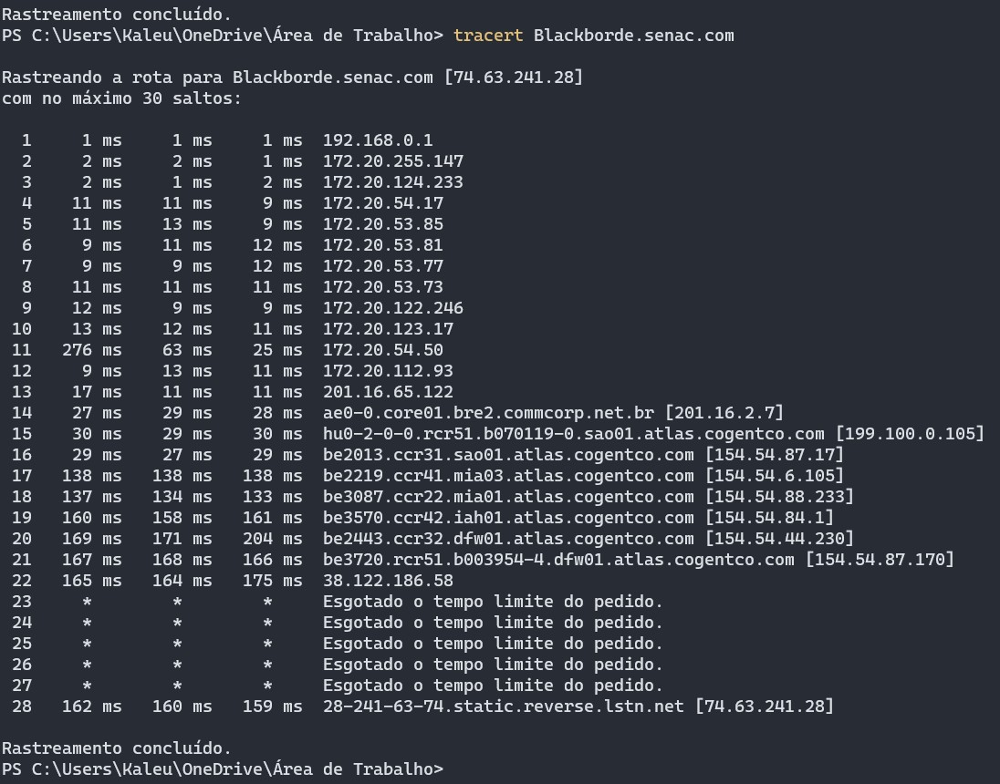 Rastreamento concluído.
PS C:\Users\Kaleu\OneDrive\Área de Trabalho> tracert Blackborde.senac.com
Rastreando a rota para Blackborde.senac.com [74.63.241.28]
com no máximo 30 saltos:
1 1 ms 1 ms 1 ms 192.168.0.1
2 2 ms 2 ms 1 ms 172.20.255.147
3 2 ms 1 ms 2 ms 172.20.124.233
4 11 ms 11 ms 9 ms 172.20.54.17
5 11 ms 13 ms 9 ms 172.20.53.85
6 9 ms 11 ms 12 ms 172.20.53.81
7 9 ms 9 ms 12 ms 172.20.53.77
8 11 ms 11 ms 11 ms 172.20.53.73
9 12 ms 9 ms 9 ms 172.20.122.246
10 13 ms 12 ms 11 ms 172.20.123.17
11 276 ms 63 ms 25 ms 172.20.54.50
12 9 ms 13 ms 11 ms 172.20.112.93
13 17 ms 11 ms 11 ms 201.16.65.122
14 27 ms 29 ms 28 ms ae0-0.core01.bre2.commcorp.net.br [201.16.2.7]
15 30 ms 29 ms 30 ms hu0-2-0-0.rcr51.b070119-0.sao01.atlas.cogentco.com [199.100.0.105]
16 29 ms 27 ms 29 ms be2013.ccr31.sao01.atlas.cogentco.com [154.54.87.17]
17 138 ms 138 ms 138 ms be2219.ccr41.mia03.atlas.cogentco.com [154.54.6.105]
18 137 ms 134 ms 133 ms be3087.ccr22.mia01.atlas.cogentco.com [154.54.88.233]
19 160 ms 158 ms 161 ms be3570.ccr42.iah01.atlas.cogentco.com [154.54.84.1]
20 169 ms 171 ms 204 ms be2443.ccr32.dfw01.atlas.cogentco.com [154.54.44.230]
21 167 ms 168 ms 166 ms be3720.rcr51.b003954-4.dfw01.atlas.cogentco.com [154.54.87.170]
22 165 ms 164 ms 175 ms 38.122.186.58
23 * * * Esgotado o tempo limite do pedido.
24 * * * Esgotado o tempo limite do pedido.
25 * * * Esgotado o tempo limite do pedido.
26 * * * Esgotado o tempo limite do pedido.
27 * * * Esgotado o tempo limite do pedido.
28 162 ms 160 ms 159 ms 28-241-63-74.static.reverse.lstn.net [74.63.241.28]
Rastreamento concluído.
PS C:\Users\Kaleu\OneDrive\Área de Trabalho>